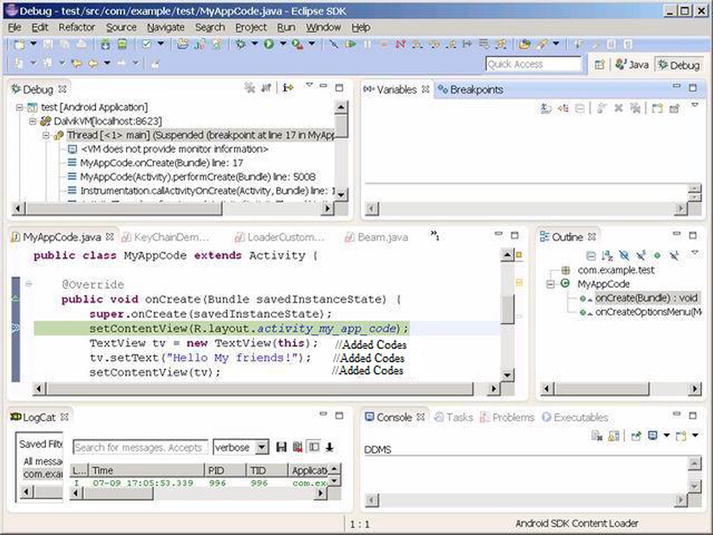 Debug - test/src/com/example/test/MyAppCode.java - Eclipse SDK
File Edit Refactor Source Navigate Search Project Run Window Help
Quick Access Java Debug
Debug
test [Android Application]
DalvikVM[localhost:8623]
Thread [<1> main] (Suspended (breakpoint at line 17 in MyApp
<VM does not provide monitor information>
MyAppCode.onCreate(Bundle) line: 17
MyAppCode(Activity).performCreate(Bundle) line: 5008
Instrumentation.callActivityOnCreate(Activity, Bundle) line: 1
Variables Breakpoints
MyAppCode.java KeyChainDem... LoaderCustom... Beam.java »1
public class MyAppCode extends Activity {
@Override
public void onCreate(Bundle savedInstanceState) {
super.onCreate(savedInstanceState);
setContentView(R.layout.activity_my_app_code);
TextView tv = new TextView(this); //Added Codes
tv.setText("Hello My friends!"); //Added Codes
setContentView(tv); //Added Codes
Outline
com.example.test
MyAppCode
onCreate(Bundle) : void
onCreateOptionsMenu(M
LogCat
Saved Filte
All messa
com.exa
Search for messages. Accepts verbose
L... Time PID TID Applicati
I 07-09 17:05:53.339 996 996 com.ex
Console Tasks Problems Executables
DDMS
1 : 1 Android SDK Content Loader